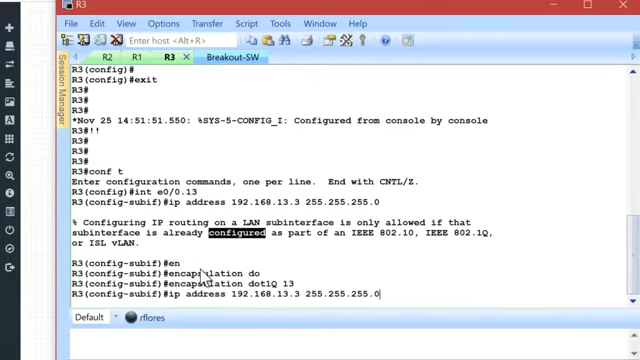 R3
File Edit View Options Transfer Script Tools Window Help
Enter host <Alt+R>
R2 R1 R3 Breakout-SW
Session Manager
R3(config)#
R3(config)#exit
R3#
R3#
R3#
*Nov 25 14:51:51.550: %SYS-5-CONFIG_I: Configured from console by console
R3#!!
R3#
R3#
R3#
R3#conf t
Enter configuration commands, one per line. End with CNTL/Z.
R3(config)#int e0/0.13
R3(config-subif)#ip address 192.168.13.3 255.255.255.0
% Configuring IP routing on a LAN subinterface is only allowed if that
subinterface is already configured as part of an IEEE 802.10, IEEE 802.1Q,
or ISL vLAN.
R3(config-subif)#en
R3(config-subif)#encapsulation do
R3(config-subif)#encapsulation dot1Q 13
R3(config-subif)#ip address 192.168.13.3 255.255.255.0
Default rflores